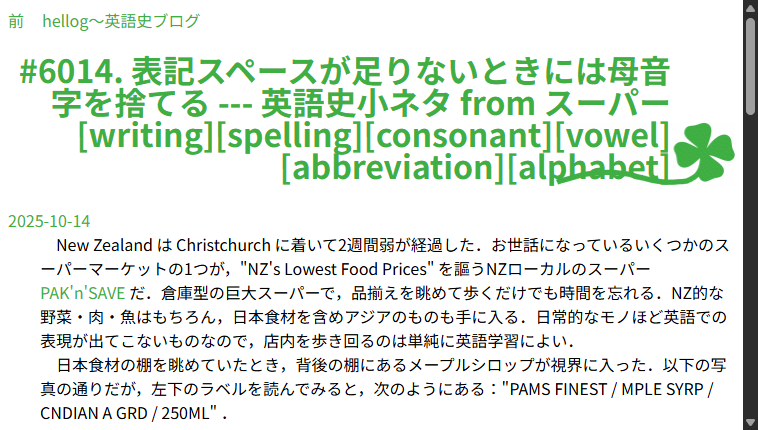 前 hellog～英語史ブログ
#6014. 表記スペースが足りないときには母音
字を捨てる --- 英語史小ネタ from スーパー
[writing][spelling][consonant][vowel]
[abbreviation][alphabet]
2025-10-14
New Zealand は Christchurch に着いて2週間弱が経過した．お世話になっているいくつかのス
ーパーマーケットの1つが，"NZ's Lowest Food Prices" を謳うNZローカルのスーパー
PAK'n'SAVE だ．倉庫型の巨大スーパーで，品揃えを眺めて歩くだけでも時間を忘れる．NZ的な
野菜・肉・魚はもちろん，日本食材を含めアジアのものも手に入る．日常的なモノほど英語での
表現が出てこないものなので，店内を歩き回るのは単純に英語学習によい．
日本食材の棚を眺めていたとき，背後の棚にあるメープルシロップが視界に入った．以下の写
真の通りだが，左下のラベルを読んでみると，次のようにある："PAMS FINEST / MPLE SYRP /
CNDIAN A GRD / 250ML" ．